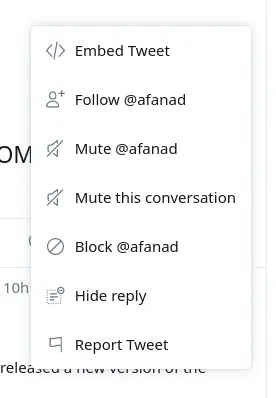 Embed Tweet
Follow @afanad
Mute @afanad
OM
Mute this conversation
Block @afanad
10h
Hide reply
Report Tweet
released a new version of the